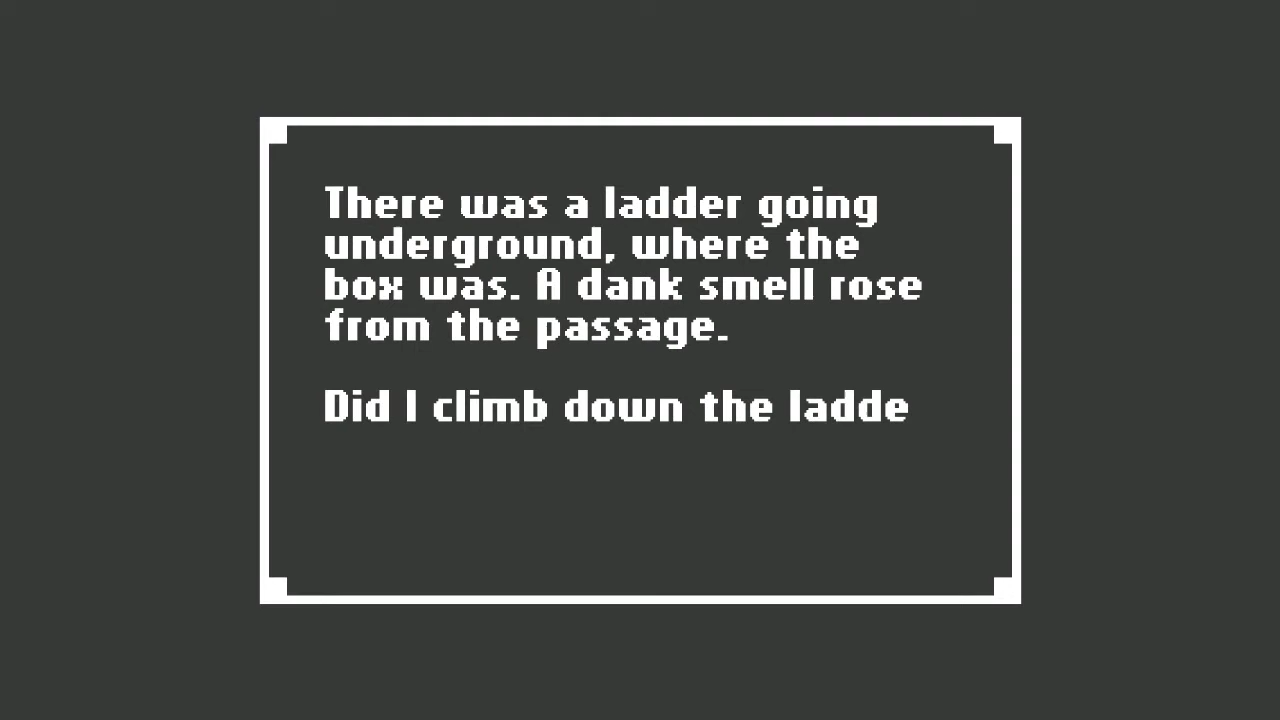 There was a ladder going
underground, where the
box was. A dank smell rose
from the passage.
Did I climb down the ladde